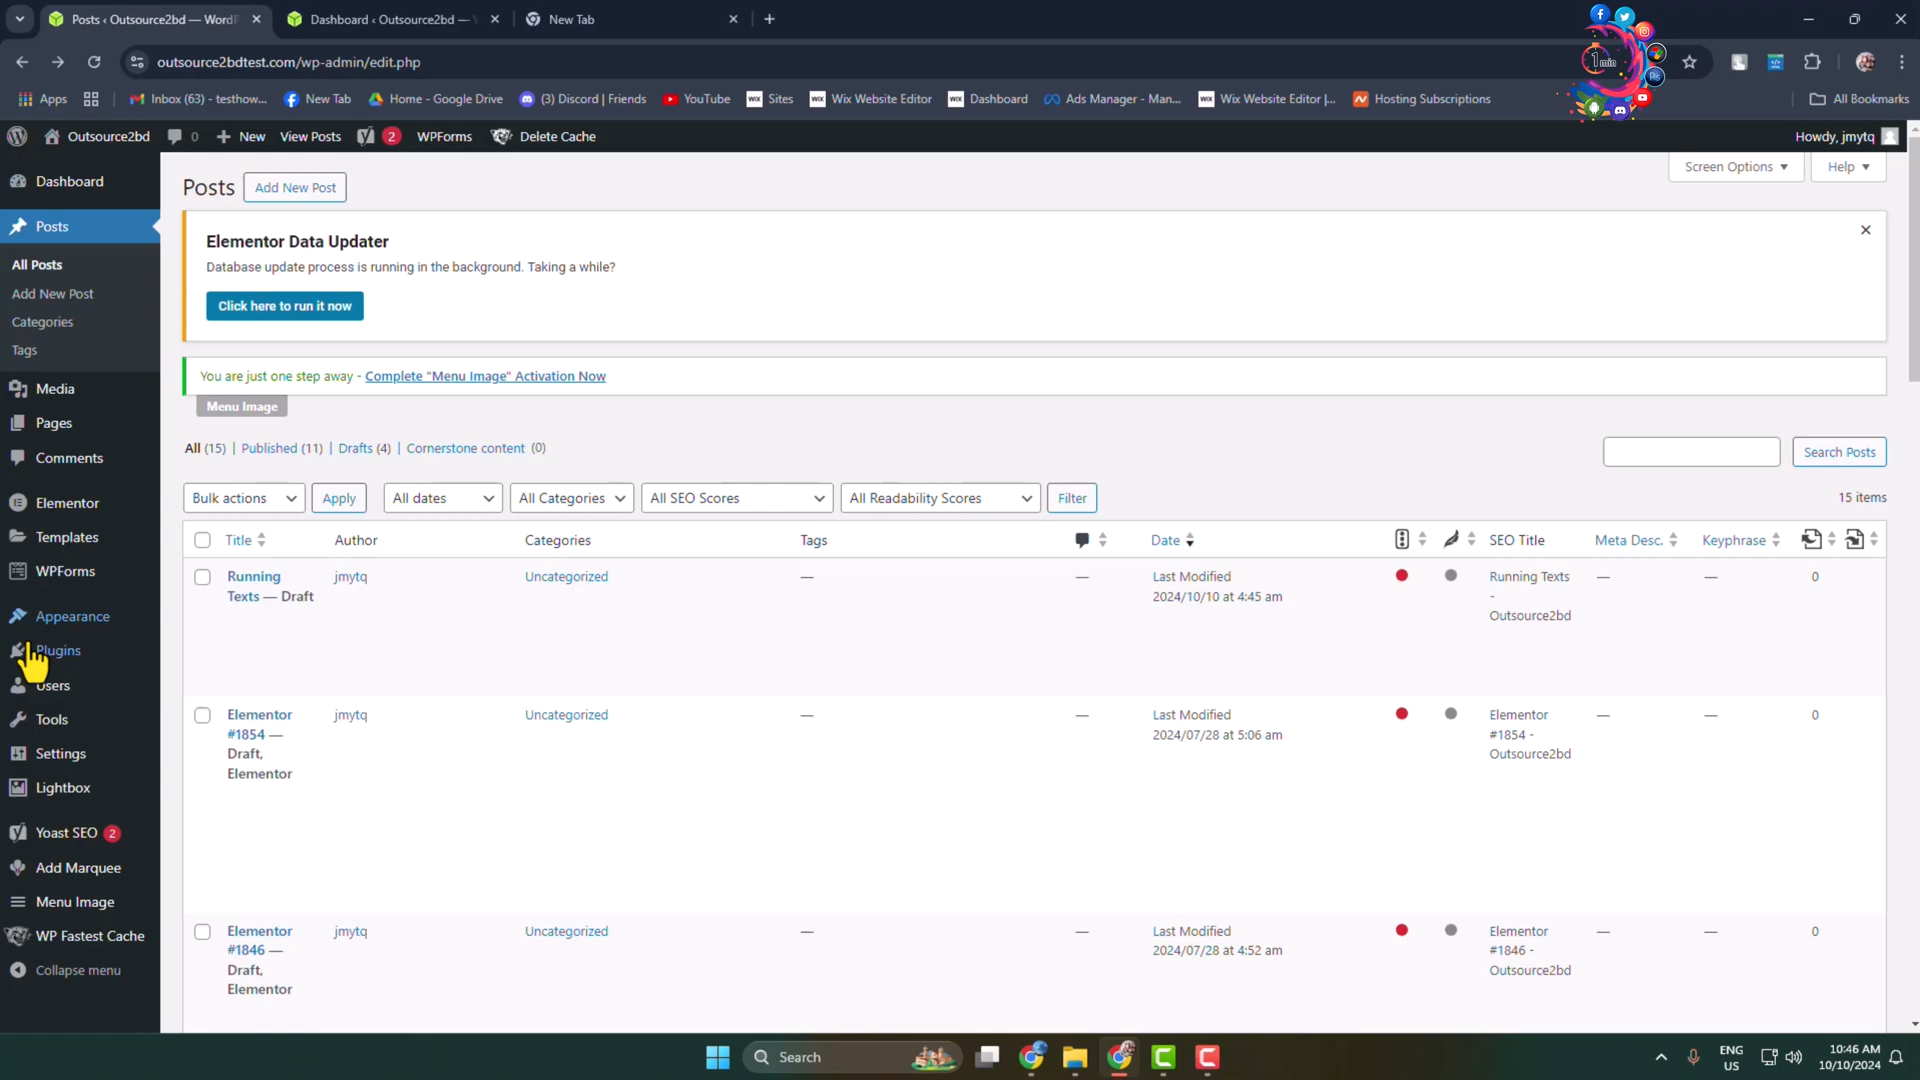 Posts ‹ Outsource2bd — WordP
Dashboard ‹ Outsource2bd —
New Tab
outsource2bdtest.com/wp-admin/edit.php
1min
Ps
Apps
Inbox (63) - testhow...
New Tab
Home - Google Drive
(3) Discord | Friends
YouTube
WIX Sites
WIX Wix Website Editor
WIX Dashboard
Ads Manager - Man...
WIX Wix Website Editor |...
Hosting Subscriptions
All Bookmarks
Outsource2bd
0
New
View Posts
2
WPForms
Delete Cache
Howdy, jmytq
Dashboard
Posts
All Posts
Add New Post
Categories
Tags
Media
Pages
Comments
Elementor
Templates
WPForms
Appearance
Plugins
Users
Tools
Settings
Lightbox
Yoast SEO 2
Add Marquee
Menu Image
WP Fastest Cache
Collapse menu
Screen Options
Help
Posts
Add New Post
Elementor Data Updater
Database update process is running in the background. Taking a while?
Click here to run it now
You are just one step away - Complete "Menu Image" Activation Now
Menu Image
All (15) | Published (11) | Drafts (4) | Cornerstone content (0)
Search Posts
Bulk actions
Apply
All dates
All Categories
All SEO Scores
All Readability Scores
Filter
15 items
Title Author Categories Tags Date SEO Title Meta Desc. Keyphrase
Running Texts — Draft
jmytq
Uncategorized
—
—
Last Modified
2024/10/10 at 4:45 am
Running Texts
-
Outsource2bd
—
—
0
Elementor
#1854 —
Draft,
Elementor
jmytq
Uncategorized
—
—
Last Modified
2024/07/28 at 5:06 am
Elementor
#1854 -
Outsource2bd
—
—
0
Elementor
#1846 —
Draft,
Elementor
jmytq
Uncategorized
—
—
Last Modified
2024/07/28 at 4:52 am
Elementor
#1846 -
Outsource2bd
—
—
0
Search
ENG
US
10:46 AM
10/10/2024